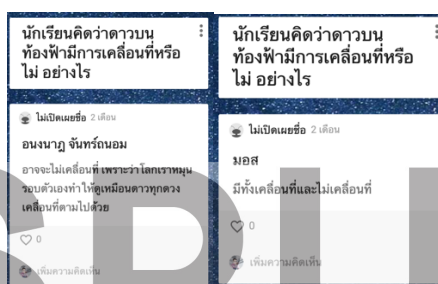 นักเรียนคิดว่าดาวบน
ท้องฟ้ามีการเคลื่อนที่หรือ
ไม่ อย่างไร
ไม่เปิดเผยชื่อ 2 เดือน
อนงนาฎ จันทร์ถนอม
อาจจะไม่เคลื่อนที่ เพราะว่าโลกเราหมุน
รอบตัวเองทำให้ดูเหมือนดาวทุกดวง
เคลื่อนที่ตามไปด้วย
0
เพิ่มความคิดเห็น
นักเรียนคิดว่าดาวบน
ท้องฟ้ามีการเคลื่อนที่หรือ
ไม่ อย่างไร
ไม่เปิดเผยชื่อ 2 เดือน
มอส
มีทั้งเคลื่อนที่และไม่เคลื่อนที่
0
เพิ่มความคิดเห็น